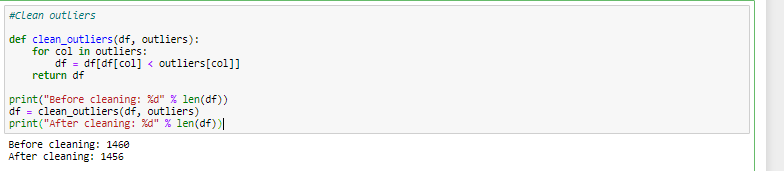 #Clean outliers
def clean_outliers(df, outliers):
    for col in outliers:
        df = df[df[col] < outliers[col]]
    return df
print("Before cleaning: %d" % len(df))
df = clean_outliers(df, outliers)
print("After cleaning: %d" % len(df))
Before cleaning: 1460
After cleaning: 1456